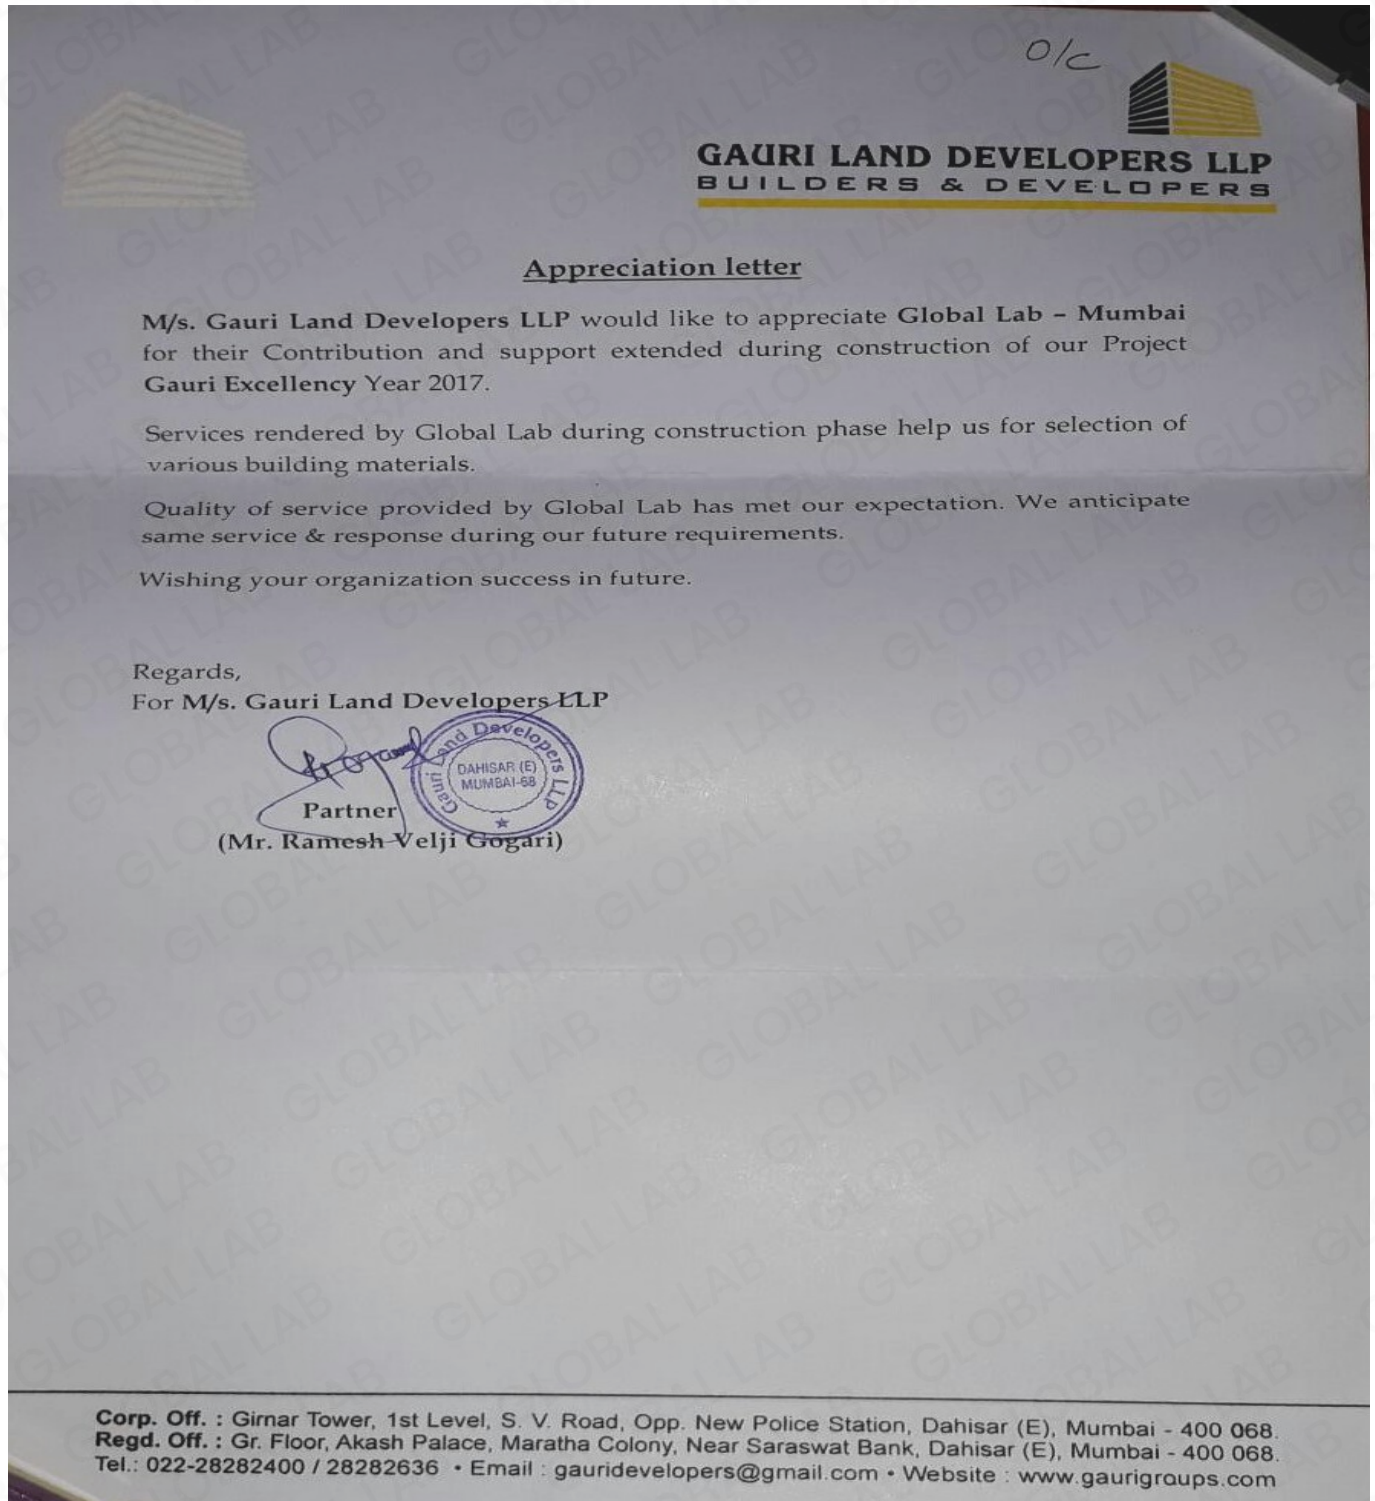 O/C
GAURI LAND DEVELOPERS LLP
BUILDERS & DEVELOPERS
Appreciation letter
M/s. Gauri Land Developers LLP would like to appreciate Global Lab – Mumbai
for their Contribution and support extended during construction of our Project
Gauri Excellency Year 2017.
Services rendered by Global Lab during construction phase help us for selection of
various building materials.
Quality of service provided by Global Lab has met our expectation. We anticipate
same service & response during our future requirements.
Wishing your organization success in future.
Regards,
For M/s. Gauri Land Developers LLP
Gauri Land Developers LLP
DAHISAR (E)
MUMBAI-68
Partner
(Mr. Ramesh Velji Gogari)
Corp. Off. : Girnar Tower, 1st Level, S. V. Road, Opp. New Police Station, Dahisar (E), Mumbai - 400 068.
Regd. Off. : Gr. Floor, Akash Palace, Maratha Colony, Near Saraswat Bank, Dahisar (E), Mumbai - 400 068.
Tel.: 022-28282400 / 28282636 • Email : gauridevelopers@gmail.com • Website : www.gaurigroups.com
GLOBAL LAB